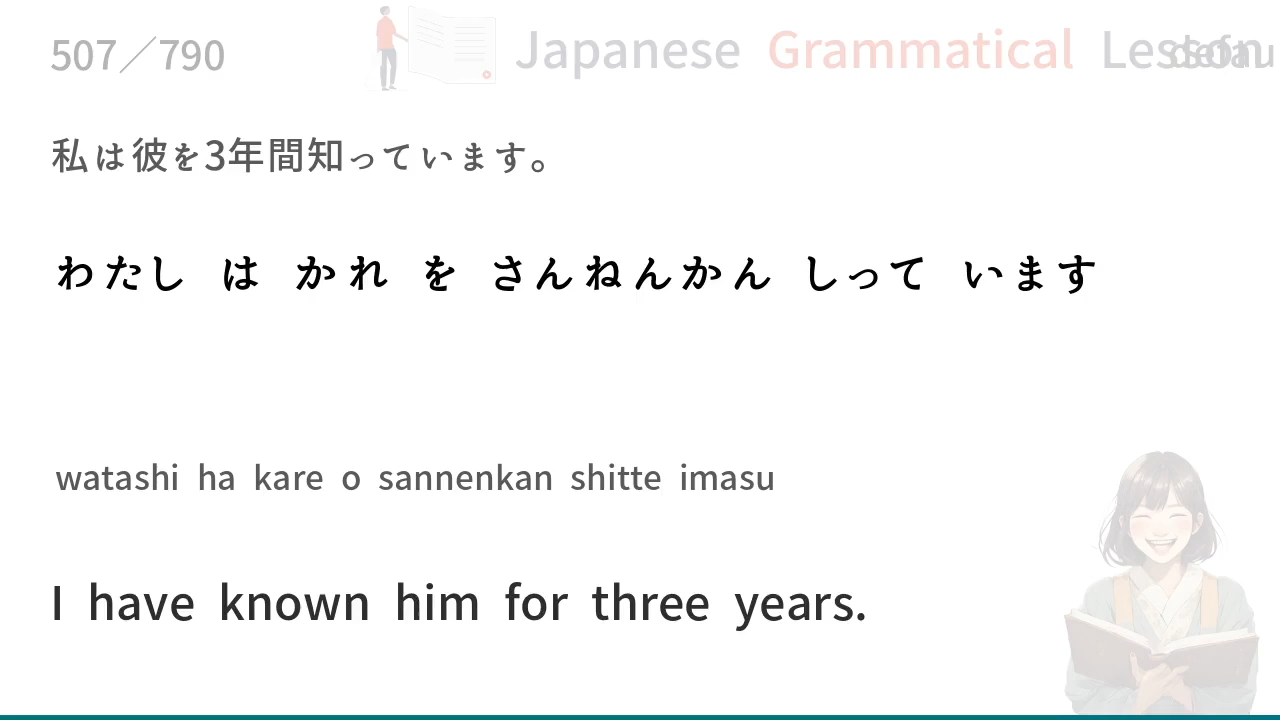 507／790
Japanese Grammatical Lesson
私は彼を3年間知っています。
わたし は かれ を さんねんかん しって います
watashi ha kare o sannenkan shitte imasu
I have known him for three years.